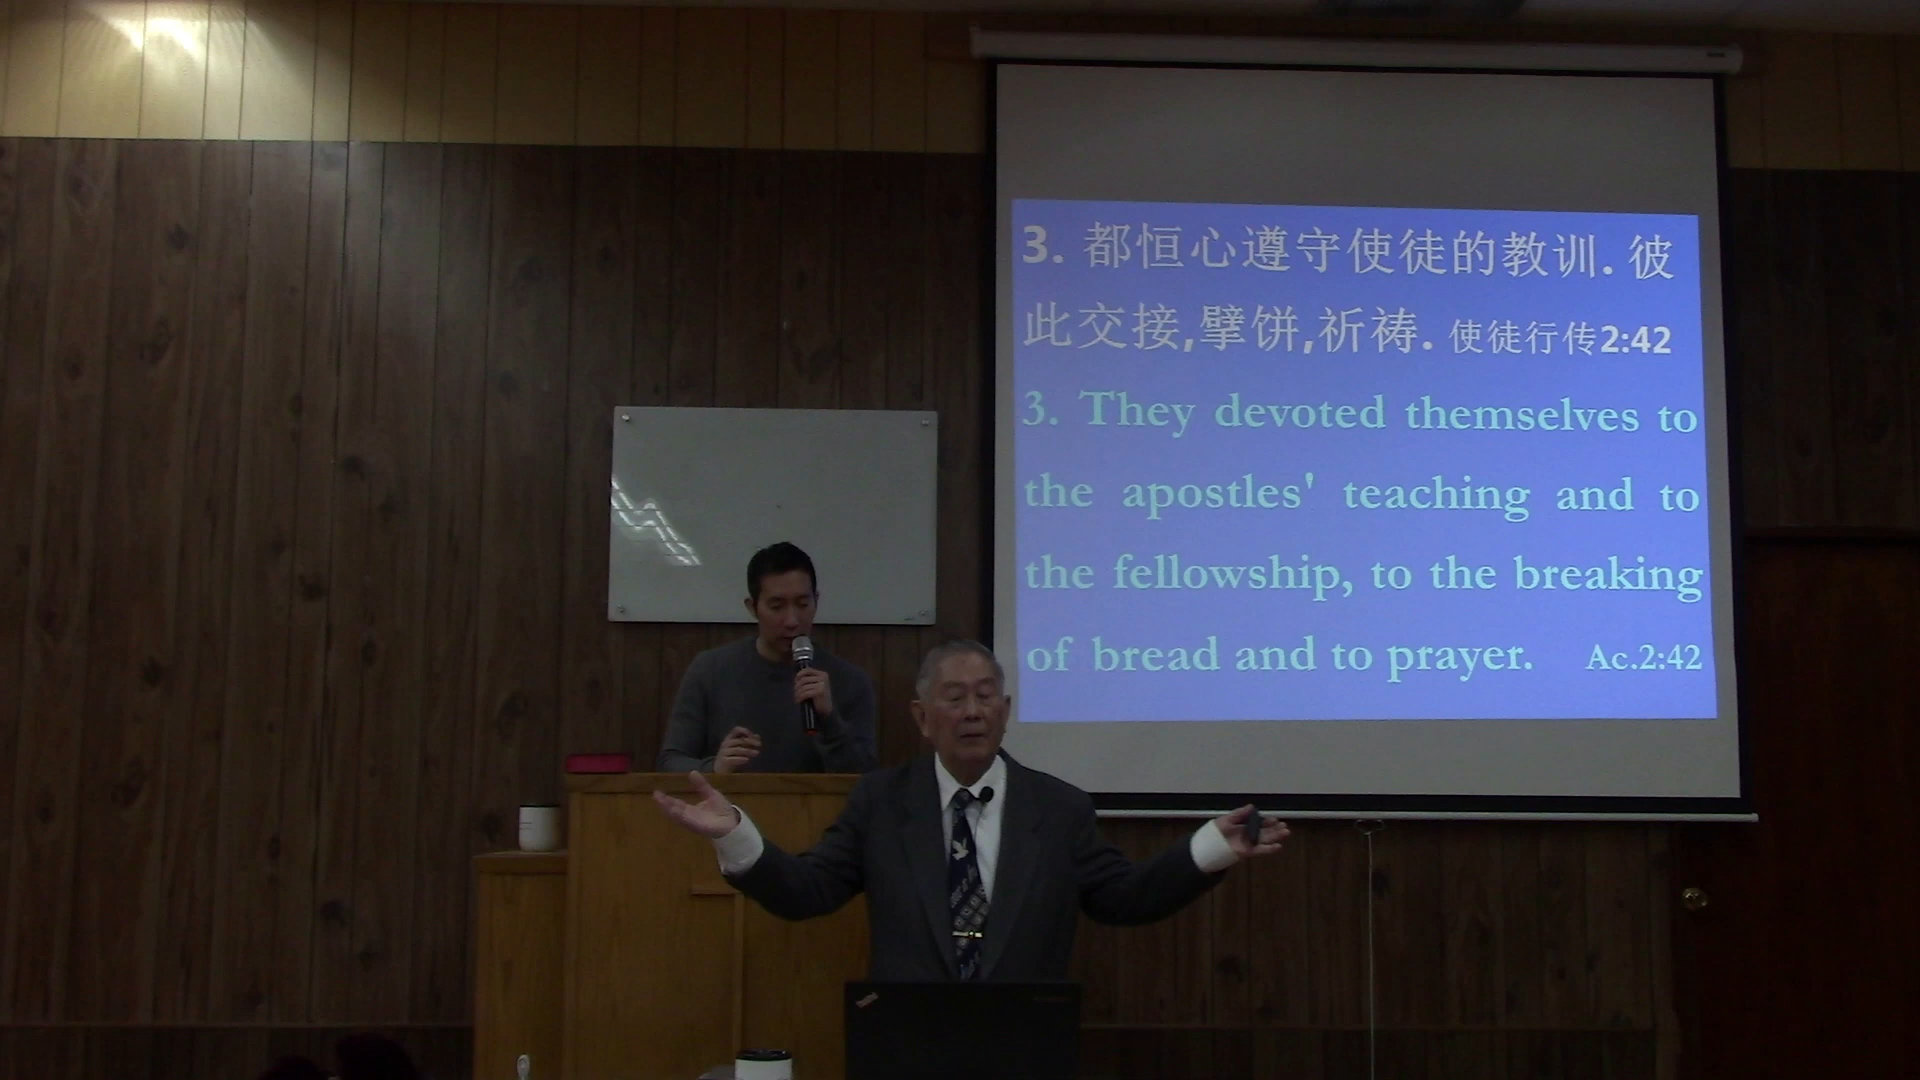 3. 都恒心遵守使徒的教训. 彼
此交接,擘饼,祈祷. 使徒行传2:42
3. They devoted themselves to
the apostles' teaching and to
the fellowship, to the breaking
of bread and to prayer. Ac.2:42